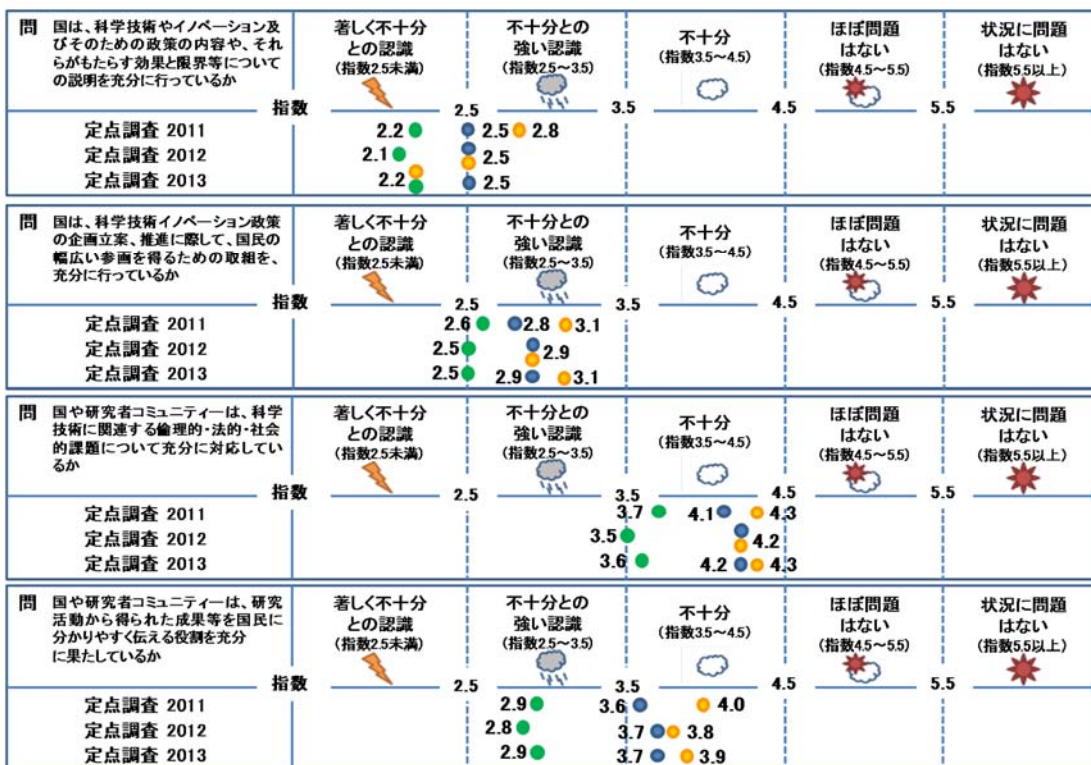 問 国は、科学技術やイノベーション及
びそのための政策の内容や、それ
らがもたらす効果と限界等につい
ての説明を充分に行っているか
著しく不十分
との認識
(指数2.5未満)
不十分との
強い認識
(指数2.5～3.5)
不十分
(指数3.5～4.5)
ほぼ問題
はない
(指数4.5～5.5)
状況に問題
はない
(指数5.5以上)
指数 2.5 3.5 4.5 5.5
定点調査 2011 2.2 2.5 2.8
定点調査 2012 2.1 2.5
定点調査 2013 2.2 2.5
問 国は、科学技術イノベーション政策
の企画立案、推進に際して、国民の
幅広い参画を得るための取組を、
充分に行っているか
著しく不十分
との認識
(指数2.5未満)
不十分との
強い認識
(指数2.5～3.5)
不十分
(指数3.5～4.5)
ほぼ問題
はない
(指数4.5～5.5)
状況に問題
はない
(指数5.5以上)
指数 2.5 3.5 4.5 5.5
定点調査 2011 2.6 2.8 3.1
定点調査 2012 2.5 2.9
定点調査 2013 2.5 2.9 3.1
問 国や研究者コミュニティーは、科学
技術に関連する倫理的・法的・社会
的課題について充分に対応してい
るか
著しく不十分
との認識
(指数2.5未満)
不十分との
強い認識
(指数2.5～3.5)
不十分
(指数3.5～4.5)
ほぼ問題
はない
(指数4.5～5.5)
状況に問題
はない
(指数5.5以上)
指数 2.5 3.5 4.5 5.5
定点調査 2011 3.7 4.1 4.3
定点調査 2012 3.5 4.2
定点調査 2013 3.6 4.2 4.3
問 国や研究者コミュニティーは、研究
活動から得られた成果等を国民に
分かりやすく伝える役割を充分
に果たしているか
著しく不十分
との認識
(指数2.5未満)
不十分との
強い認識
(指数2.5～3.5)
不十分
(指数3.5～4.5)
ほぼ問題
はない
(指数4.5～5.5)
状況に問題
はない
(指数5.5以上)
指数 2.5 3.5 4.5 5.5
定点調査 2011 2.9 3.6 4.0
定点調査 2012 2.8 3.7 3.8
定点調査 2013 2.9 3.7 3.9